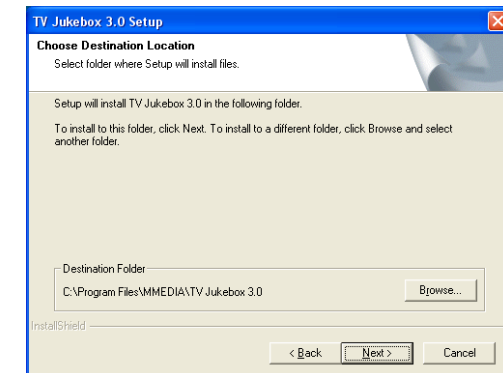 TV Jukebox 3.0 Setup
Choose Destination Location
Select folder where Setup will install files.
Setup will install TV Jukebox 3.0 in the following folder.
To install to this folder, click Next. To install to a different folder, click Browse and select
another folder.
Destination Folder
C:\Program Files\MMEDIA\TV Jukebox 3.0
Browse...
InstallShield
< Back
Next >
Cancel